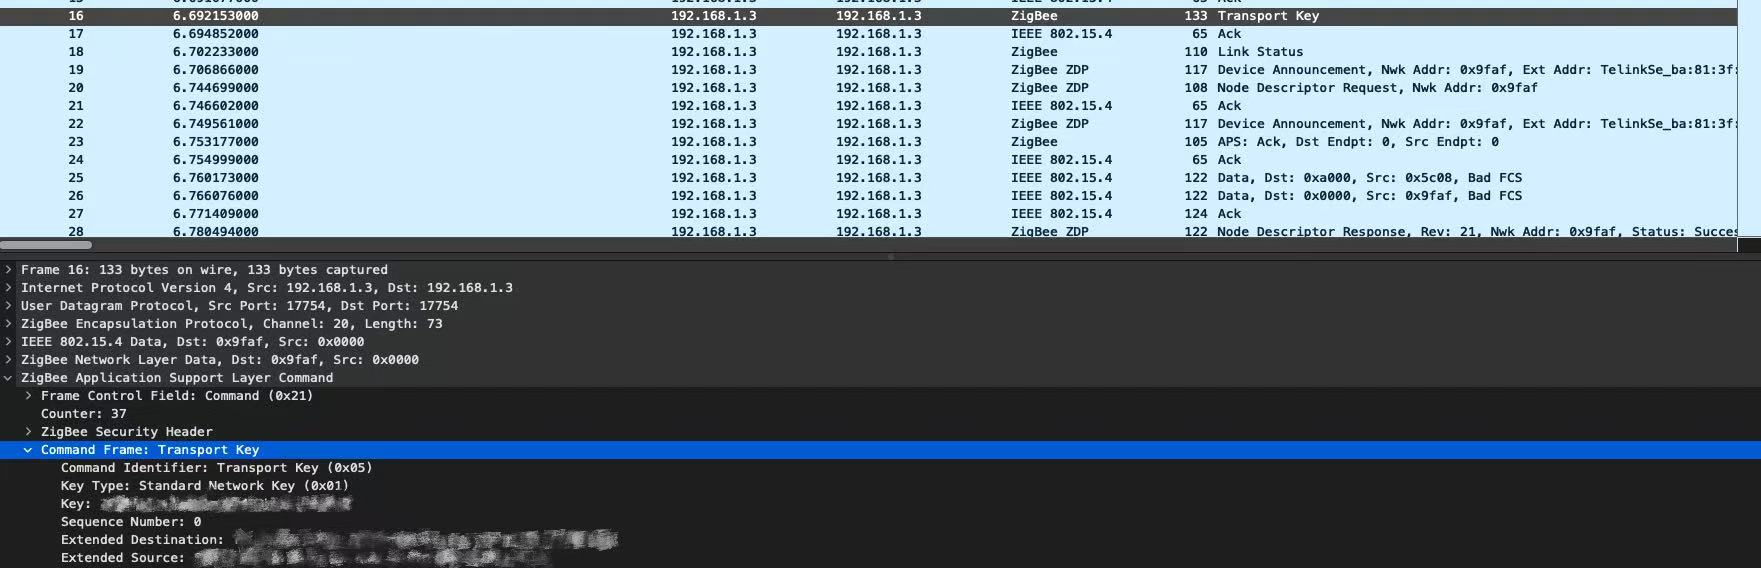 16 6.692153000 192.168.1.3 192.168.1.3 ZigBee 133 Transport Key
17 6.694852000 192.168.1.3 192.168.1.3 IEEE 802.15.4 65 Ack
18 6.702233000 192.168.1.3 192.168.1.3 ZigBee 110 Link Status
19 6.706866000 192.168.1.3 192.168.1.3 ZigBee ZDP 117 Device Announcement, Nwk Addr: 0x9faf, Ext Addr: TelinkSe_ba:81:3f:
20 6.744699000 192.168.1.3 192.168.1.3 ZigBee ZDP 108 Node Descriptor Request, Nwk Addr: 0x9faf
21 6.746602000 192.168.1.3 192.168.1.3 IEEE 802.15.4 65 Ack
22 6.749561000 192.168.1.3 192.168.1.3 ZigBee ZDP 117 Device Announcement, Nwk Addr: 0x9faf, Ext Addr: TelinkSe_ba:81:3f:
23 6.753177000 192.168.1.3 192.168.1.3 ZigBee 105 APS: Ack, Dst Endpt: 0, Src Endpt: 0
24 6.754999000 192.168.1.3 192.168.1.3 IEEE 802.15.4 65 Ack
25 6.760173000 192.168.1.3 192.168.1.3 IEEE 802.15.4 122 Data, Dst: 0xa000, Src: 0x5c08, Bad FCS
26 6.766076000 192.168.1.3 192.168.1.3 IEEE 802.15.4 122 Data, Dst: 0x0000, Src: 0x9faf, Bad FCS
27 6.771409000 192.168.1.3 192.168.1.3 IEEE 802.15.4 124 Ack
28 6.780494000 192.168.1.3 192.168.1.3 ZigBee ZDP 122 Node Descriptor Response, Rev: 21, Nwk Addr: 0x9faf, Status: Succes
Frame 16: 133 bytes on wire, 133 bytes captured
Internet Protocol Version 4, Src: 192.168.1.3, Dst: 192.168.1.3
User Datagram Protocol, Src Port: 17754, Dst Port: 17754
ZigBee Encapsulation Protocol, Channel: 20, Length: 73
IEEE 802.15.4 Data, Dst: 0x9faf, Src: 0x0000
ZigBee Network Layer Data, Dst: 0x9faf, Src: 0x0000
ZigBee Application Support Layer Command
Frame Control Field: Command (0x21)
Counter: 37
ZigBee Security Header
Command Frame: Transport Key
Command Identifier: Transport Key (0x05)
Key Type: Standard Network Key (0x01)
Key:
Sequence Number: 0
Extended Destination:
Extended Source: